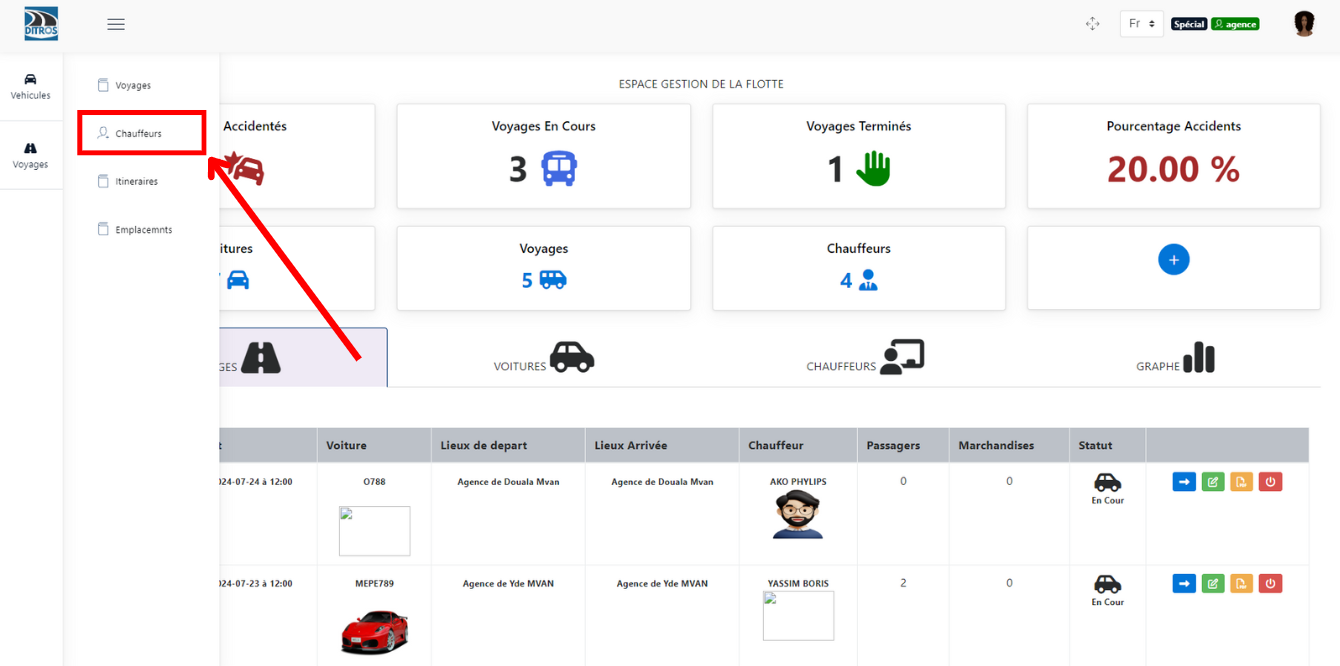 DITROS
Fr
Spécial
agence
Vehicules
Voyages
Voyages
Chauffeurs
Itineraires
Emplacemnts
ESPACE GESTION DE LA FLOTTE
Accidentés
Voyages En Cours
3
Voyages Terminés
1
Pourcentage Accidents
20.00 %
itures
Voyages
5
Chauffeurs
4
+
GES
VOITURES
CHAUFFEURS
GRAPHE
t Voiture Lieux de depart Lieux Arrivée Chauffeur Passagers Marchandises Statut
024-07-24 à 12:00 O788 Agence de Douala Mvan Agence de Douala Mvan AKO PHYLIPS 0 0
En Cour
024-07-23 à 12:00 MEPE789 Agence de Yde MVAN Agence de Yde MVAN YASSIM BORIS 2 0
En Cour